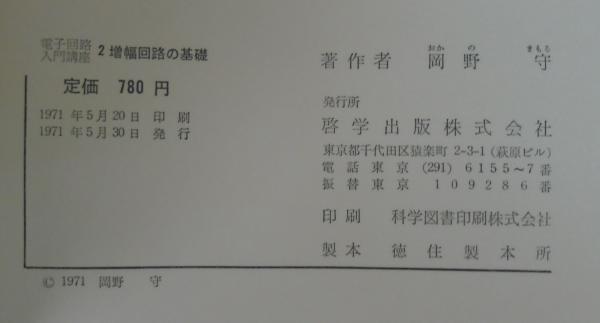 電子回路
入門講座 2 増幅回路の基礎
定価 780 円
1971 年 5 月 20 日 印 刷
1971 年 5 月 30 日 発 行
おか の まもる
著作者 岡 野 守
発行所
啓学出版株式会社
東京都千代田区猿楽町 2-3-1 (萩原ビル)
電 話 東 京 (291) 6 1 5 5 〜 7 番
振 替 東 京 1 0 9 2 8 6 番
印 刷 科学図書印刷株式会社
製 本 徳 住 製 本 所
© 1971 岡野 守